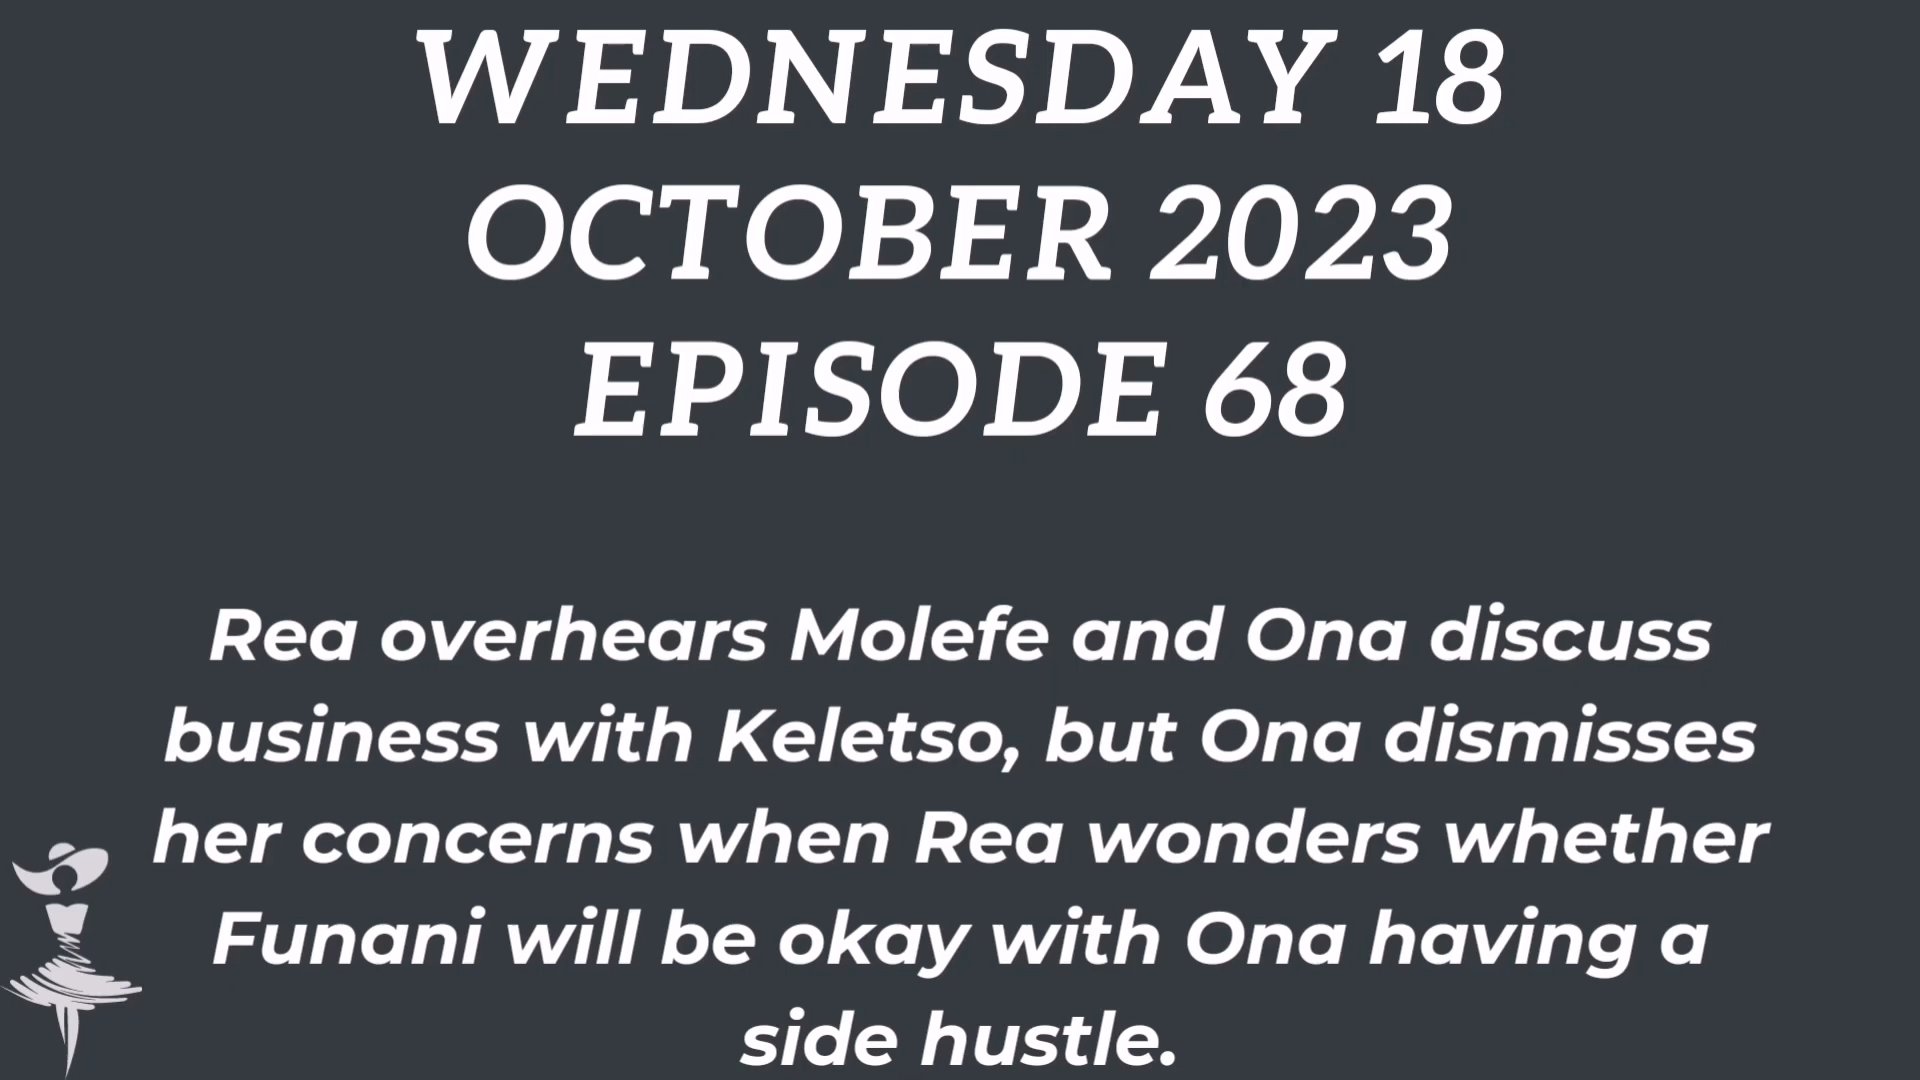 WEDNESDAY 18
OCTOBER 2023
EPISODE 68
Rea overhears Molefe and Ona discuss
business with Keletso, but Ona dismisses
her concerns when Rea wonders whether
Funani will be okay with Ona having a
side hustle.